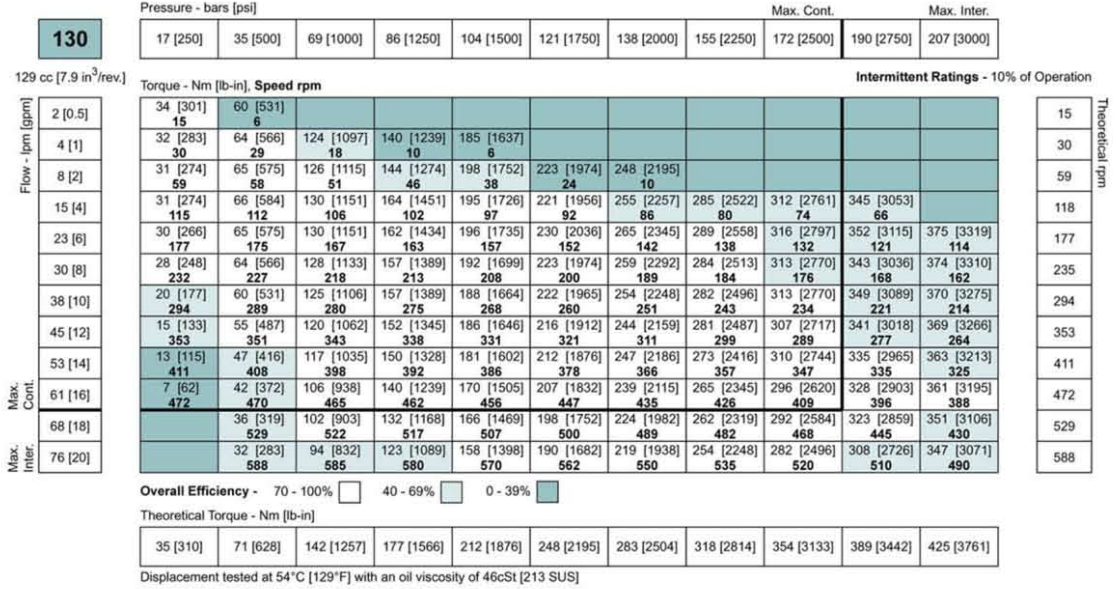 Pressure - bars [psi] Max. Cont. Max. Inter.
130 17 [250] 35 [500] 69 [1000] 86 [1250] 104 [1500] 121 [1750] 138 [2000] 155 [2250] 172 [2500] 190 [2750] 207 [3000]
129 cc [7.9 in³/rev.] Torque - Nm [lb-in], Speed rpm Intermittent Ratings - 10% of Operation
Flow - lpm [gpm]
Theoretical rpm
2 [0.5] 34 [301] 60 [531] 15
15 6
4 [1] 32 [283] 64 [566] 124 [1097] 140 [1239] 185 [1637] 30
30 29 18 10 6
8 [2] 31 [274] 65 [575] 126 [1115] 144 [1274] 198 [1752] 223 [1974] 248 [2195] 59
59 58 51 46 38 24 10
15 [4] 31 [274] 66 [584] 130 [1151] 164 [1451] 195 [1726] 221 [1956] 255 [2257] 285 [2522] 312 [2761] 345 [3053] 118
115 112 106 102 97 92 86 80 74 66
23 [6] 30 [266] 65 [575] 130 [1151] 162 [1434] 196 [1735] 230 [2036] 265 [2345] 289 [2558] 316 [2797] 352 [3115] 375 [3319] 177
177 175 167 163 157 152 142 138 132 121 114
30 [8] 28 [248] 64 [566] 128 [1133] 157 [1389] 192 [1699] 223 [1974] 259 [2292] 284 [2513] 313 [2770] 343 [3036] 374 [3310] 235
232 227 218 213 208 200 189 184 176 168 162
38 [10] 20 [177] 60 [531] 125 [1106] 157 [1389] 188 [1664] 222 [1965] 254 [2248] 282 [2496] 313 [2770] 349 [3089] 370 [3275] 294
294 289 280 275 268 260 251 243 234 221 214
45 [12] 15 [133] 55 [487] 120 [1062] 152 [1345] 186 [1646] 216 [1912] 244 [2159] 281 [2487] 307 [2717] 341 [3018] 369 [3266] 353
353 351 343 338 331 321 311 299 289 277 264
53 [14] 13 [115] 47 [416] 117 [1035] 150 [1328] 181 [1602] 212 [1876] 247 [2186] 273 [2416] 310 [2744] 335 [2965] 363 [3213] 411
411 408 398 392 386 378 366 357 347 335 325
Max. Cont.
61 [16] 7 [62] 42 [372] 106 [938] 140 [1239] 170 [1505] 207 [1832] 239 [2115] 265 [2345] 296 [2620] 328 [2903] 361 [3195] 472
472 470 465 462 456 447 435 426 409 396 388
68 [18] 36 [319] 102 [903] 132 [1168] 166 [1469] 198 [1752] 224 [1982] 262 [2319] 292 [2584] 323 [2859] 351 [3106] 529
529 522 517 507 500 489 482 468 445 430
Max. Inter.
76 [20] 32 [283] 94 [832] 123 [1089] 158 [1398] 190 [1682] 219 [1938] 254 [2248] 282 [2496] 308 [2726] 347 [3071] 588
588 585 580 570 562 550 535 520 510 490
Overall Efficiency - 70 - 100% 40 - 69% 0 - 39%
Theoretical Torque - Nm [lb-in]
35 [310] 71 [628] 142 [1257] 177 [1566] 212 [1876] 248 [2195] 283 [2504] 318 [2814] 354 [3133] 389 [3442] 425 [3761]
Displacement tested at 54°C [129°F] with an oil viscosity of 46cSt [213 SUS]